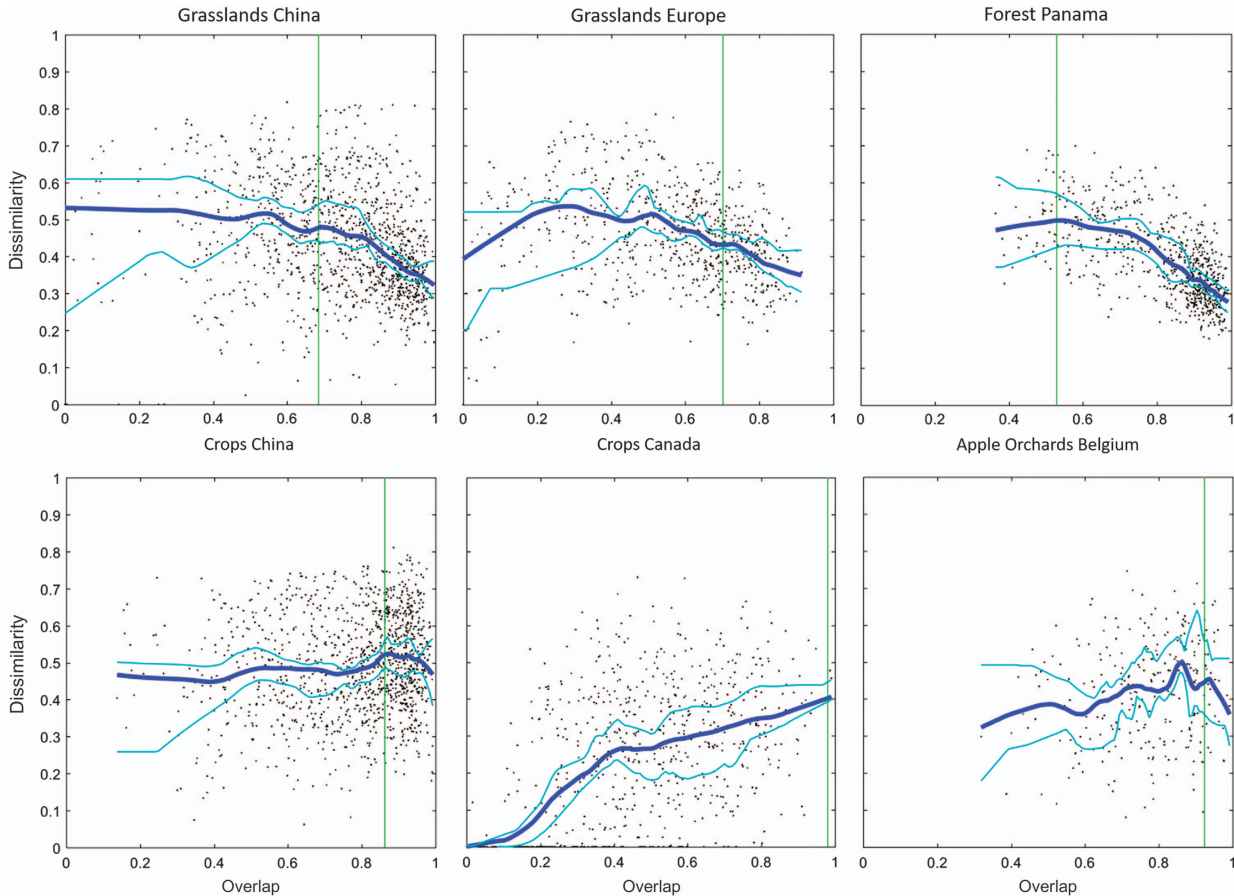 Grasslands China
Grasslands Europe
Forest Panama
Dissimilarity
1
0.9
0.8
0.7
0.6
0.5
0.4
0.3
0.2
0.1
0
0 0.2 0.4 0.6 0.8 1
0 0.2 0.4 0.6 0.8 1
0 0.2 0.4 0.6 0.8 1
Crops China
Crops Canada
Apple Orchards Belgium
Dissimilarity
1
0.9
0.8
0.7
0.6
0.5
0.4
0.3
0.2
0.1
0
0 0.2 0.4 0.6 0.8 1
0 0.2 0.4 0.6 0.8 1
0 0.2 0.4 0.6 0.8 1
Overlap
Overlap
Overlap